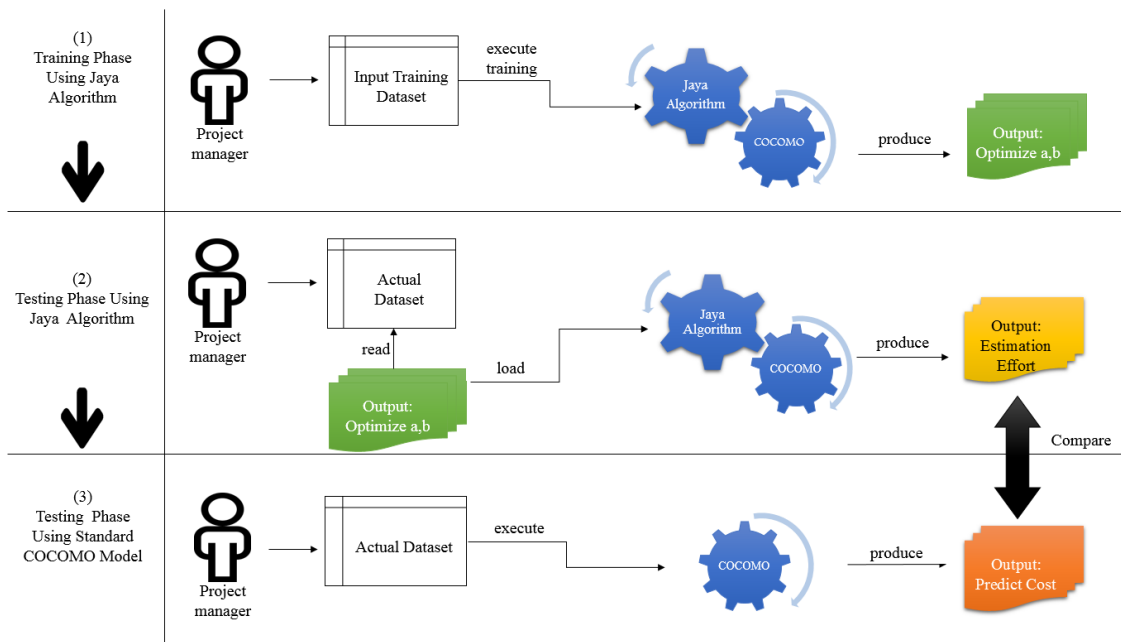 (1)
Training Phase
Using Jaya
Algorithm
Project
manager
Input Training
Dataset
execute
training
Jaya
Algorithm
COCOMO
produce
Output:
Optimize a,b
(2)
Testing Phase Using
Jaya Algorithm
Project
manager
Actual
Dataset
read
Output:
Optimize a,b
load
Jaya
Algorithm
COCOMO
produce
Output:
Estimation
Effort
Compare
(3)
Testing Phase
Using Standard
COCOMO Model
Project
manager
Actual Dataset
execute
COCOMO
produce
Output:
Predict Cost